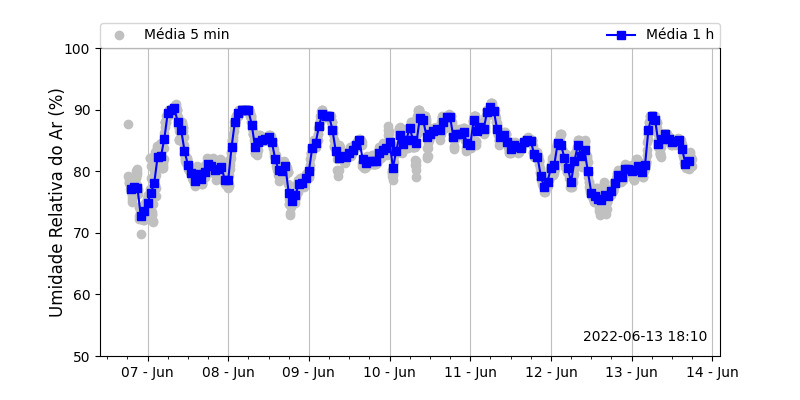 Média 5 min
Média 1 h
Umidade Relativa do Ar (%)
100
90
80
70
60
50
2022-06-13 18:10
07 - Jun
08 - Jun
09 - Jun
10 - Jun
11 - Jun
12 - Jun
13 - Jun
14 - Jun